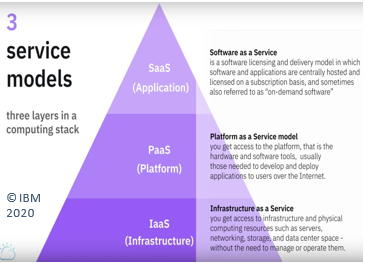 3
service
models
three layers in a
computing stack
© IBM
2020
SaaS
(Application)
PaaS
(Platform)
IaaS
(Infrastructure)
Software as a Service
is a software licensing and delivery model in which
software and applications are centrally hosted and
licensed on a subscription basis, and sometimes
also referred to as “on-demand software”
Platform as a Service model
you get access to the platform, that is the
hardware and software tools, usually
those needed to develop and deploy
applications to users over the Internet.
Infrastructure as a Service
you get access to infrastructure and physical
computing resources such as servers,
networking, storage, and data center space -
without the need to manage or operate them.